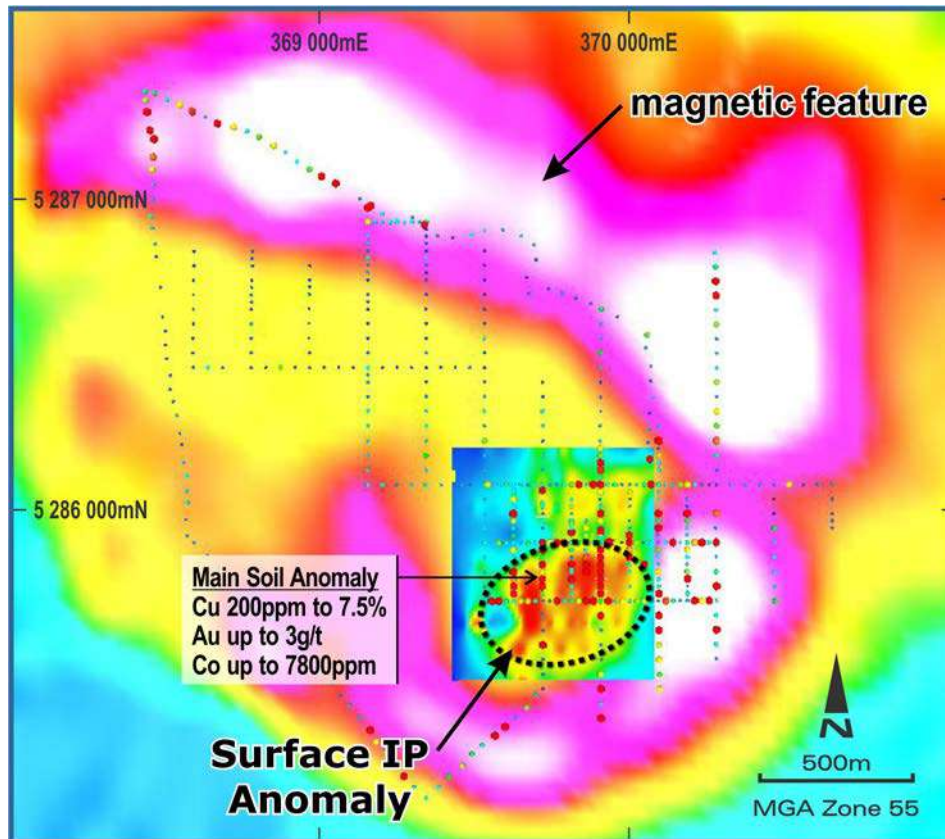 369 000mE
370 000mE
magnetic feature
5 287 000mN
5 286 000mN
Main Soil Anomaly
Cu 200ppm to 7.5%
Au up to 3g/t
Co up to 7800ppm
Surface IP
Anomaly
N
500m
MGA Zone 55